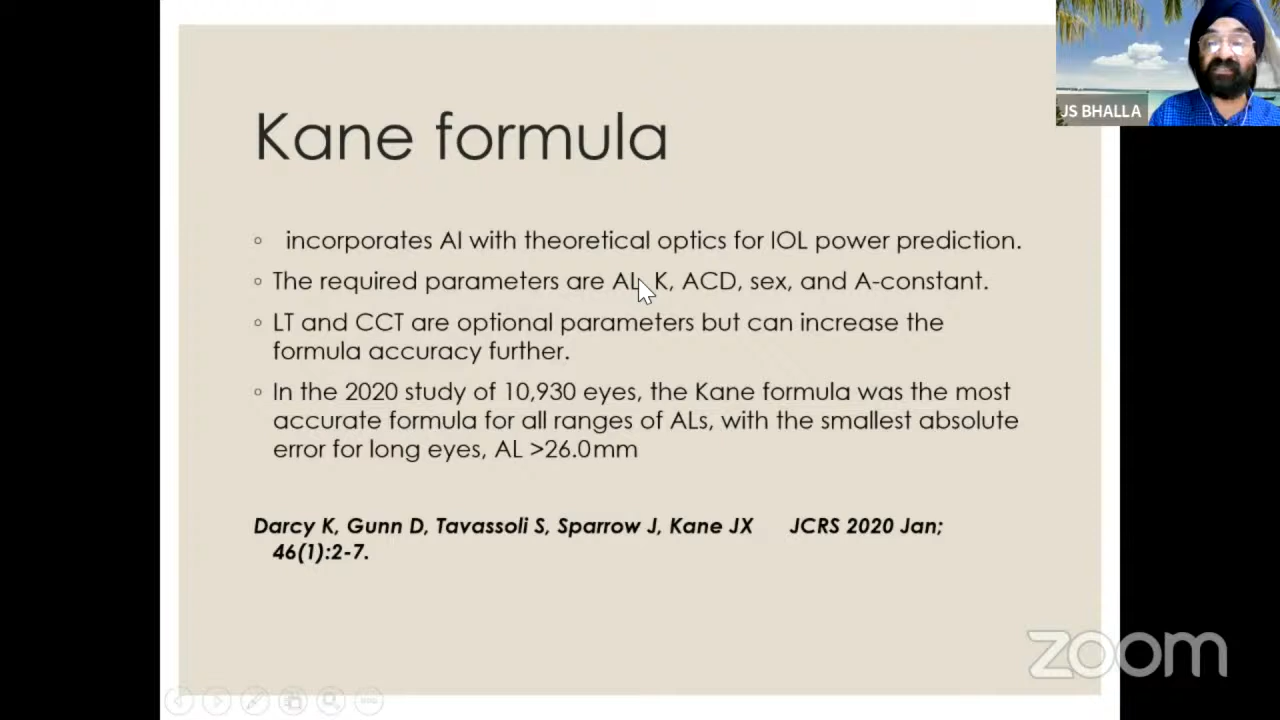 JS BHALLA
Kane formula
incorporates AI with theoretical optics for IOL power prediction.
The required parameters are AL, K, ACD, sex, and A-constant.
LT and CCT are optional parameters but can increase the
formula accuracy further.
In the 2020 study of 10,930 eyes, the Kane formula was the most
accurate formula for all ranges of ALs, with the smallest absolute
error for long eyes, AL >26.0mm
Darcy K, Gunn D, Tavassoli S, Sparrow J, Kane JX JCRS 2020 Jan;
46(1):2-7.
zoom